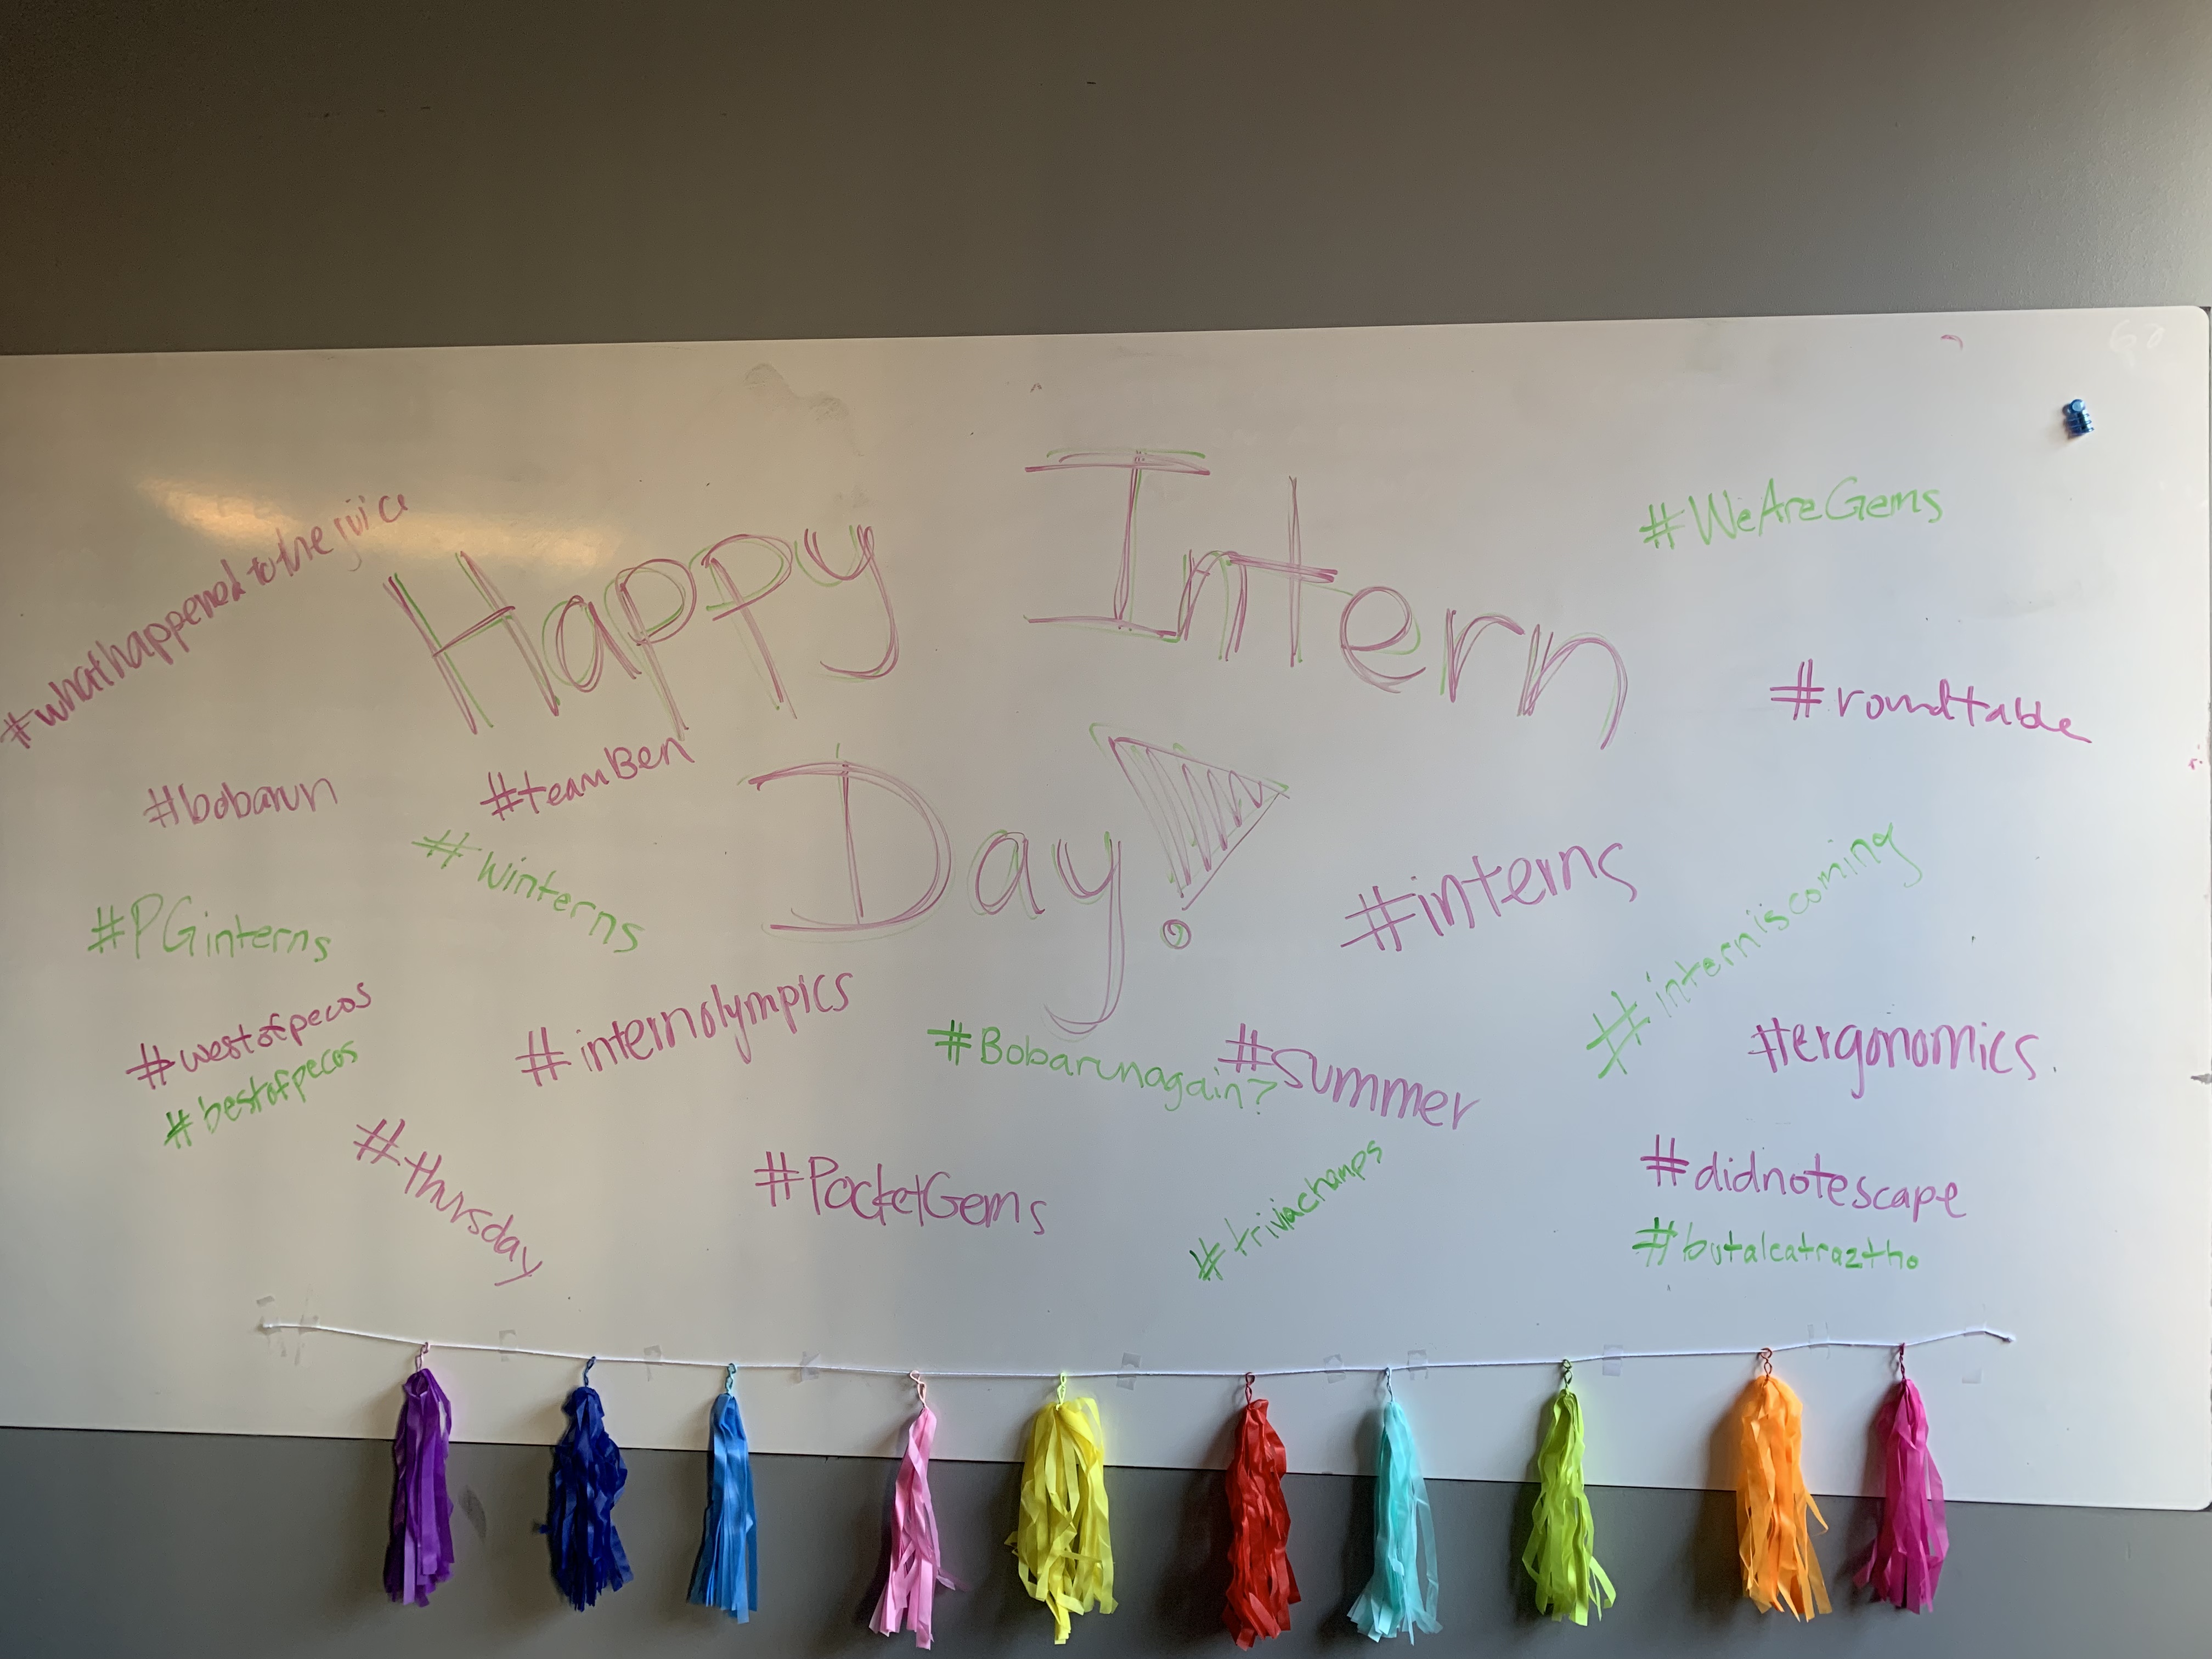 Happy Intern
Day!
#whathappenedtothejuice
#WeAreGems
#roundtable
#bobarun
#teamBen
#Winterns
#PGinterns
#interns
#interniscoming
#westofpecos
#bestofpecos
#internolympics
#Bobarunagain?
#Summer
#ergonomics.
#thursday
#PocketGems
#triviachamps
#didnotescape
#butalcatraztho